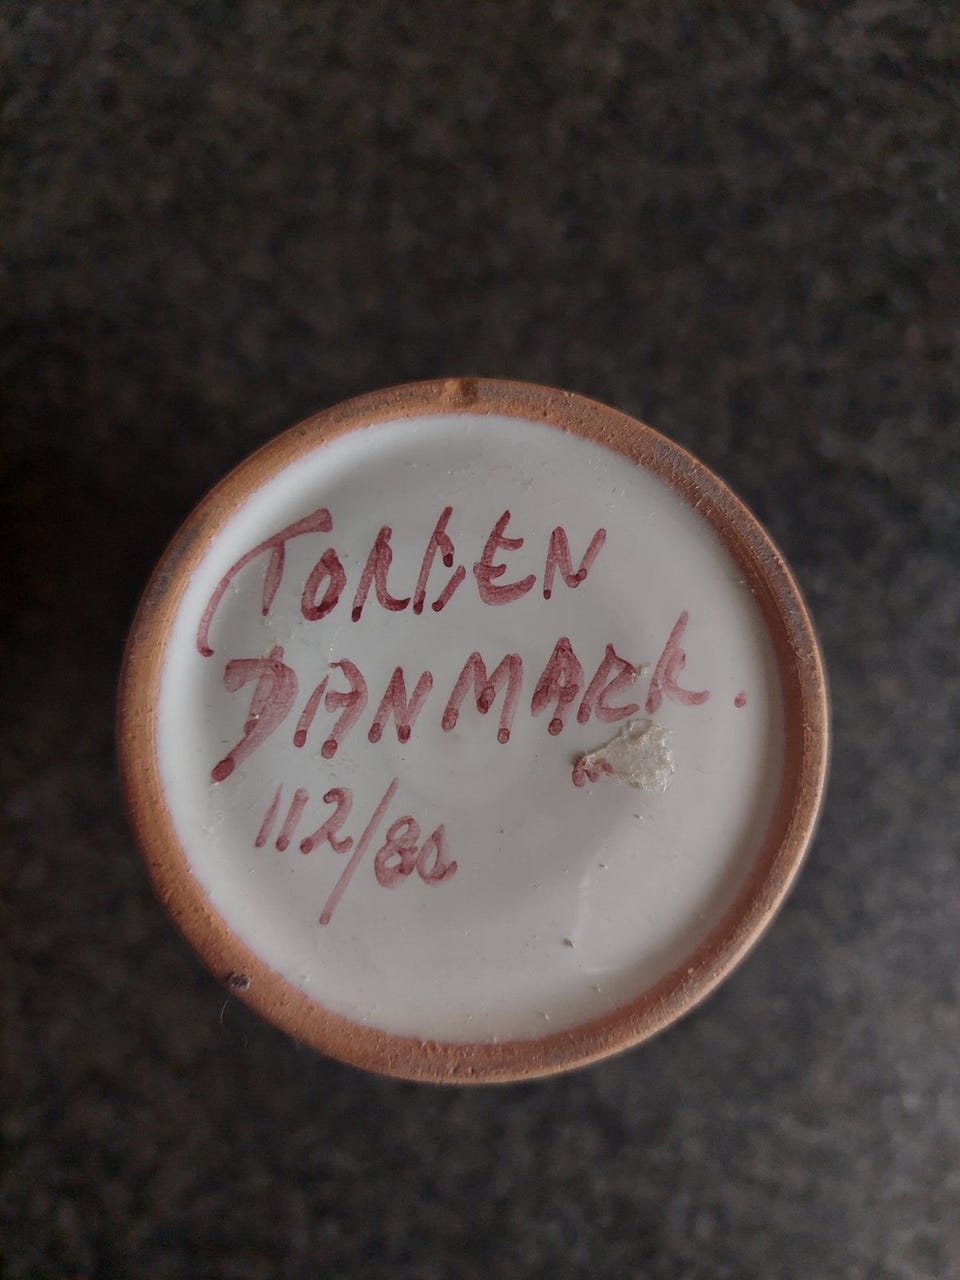 TORBEN
DANMARK.
112/80